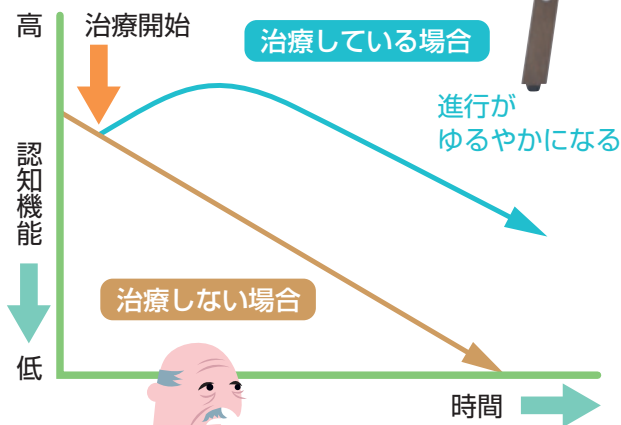 高
治療開始
治療している場合
進行が
ゆるやかになる
認知機能
治療しない場合
低
時間